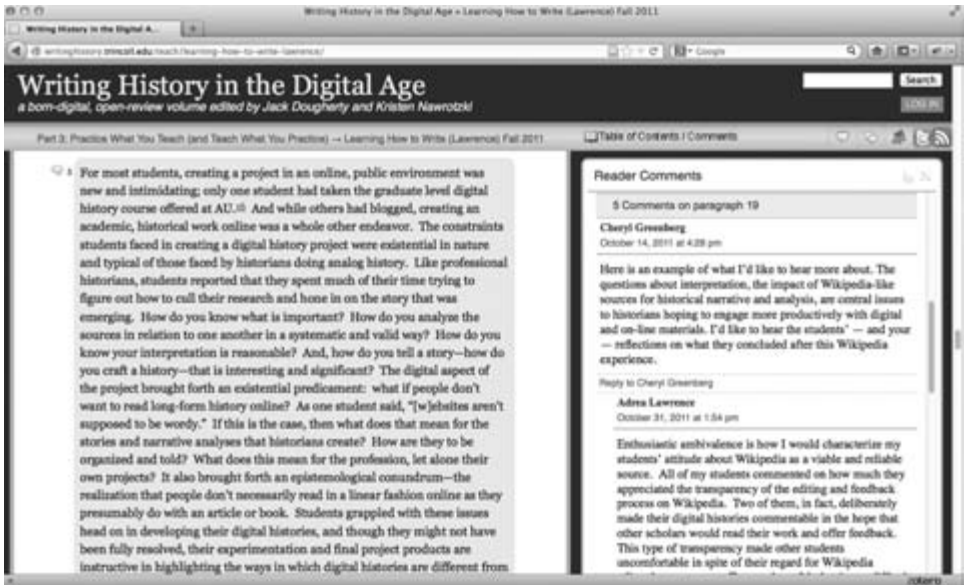 Writing History in the Digital Age » Learning How to Write (Lawrence) Fall 2011
Writing History in the Digital A...
writinghistory.trincoll.edu/teach/learning-how-to-write-lawrence/
Google
Writing History in the Digital Age
a born-digital, open-review volume edited by Jack Dougherty and Kristen Nawrotzki
Search
LOG IN
Part 3: Practice What You Teach (and Teach What You Practice) → Learning How to Write (Lawrence) Fall 2011
Table of Contents / Comments
For most students, creating a project in an online, public environment was
new and intimidating; only one student had taken the graduate level digital
history course offered at AU. And while others had blogged, creating an
academic, historical work online was a whole other endeavor. The constraints
students faced in creating a digital history project were existential in nature
and typical of those faced by historians doing analog history. Like professional
historians, students reported that they spent much of their time trying to
figure out how to cull their research and hone in on the story that was
emerging. How do you know what is important? How do you analyze the
sources in relation to one another in a systematic and valid way? How do you
know your interpretation is reasonable? And, how do you tell a story—how do
you craft a history—that is interesting and significant? The digital aspect of
the project brought forth an existential predicament: what if people don't
want to read long-form history online? As one student said, "[w]ebsites aren't
supposed to be wordy." If this is the case, then what does that mean for the
stories and narrative analyses that historians create? How are they to be
organized and told? What does this mean for the profession, let alone their
own projects? It also brought forth an epistemological conundrum—the
realization that people don't necessarily read in a linear fashion online as they
presumably do with an article or book. Students grappled with these issues
head on in developing their digital histories, and though they might not have
been fully resolved, their experimentation and final project products are
instructive in highlighting the ways in which digital histories are different from
Reader Comments
5 Comments on paragraph 19
Cheryl Greenberg
October 14, 2011 at 4:28 pm
Here is an example of what I'd like to hear more about. The
questions about interpretation, the impact of Wikipedia-like
sources for historical narrative and analysis, are central issues
to historians hoping to engage more productively with digital
and on-line materials. I'd like to hear the students' — and your
— reflections on what they concluded after this Wikipedia
experience.
Reply to Cheryl Greenberg
Adrea Lawrence
October 31, 2011 at 1:54 pm
Enthusiastic ambivalence is how I would characterize my
students' attitude about Wikipedia as a viable and reliable
source. All of my students commented on how much they
appreciated the transparency of the editing and feedback
process on Wikipedia. Two of them, in fact, deliberately
made their digital histories commentable in the hope that
other scholars would read their work and offer feedback.
This type of transparency made other students
uncomfortable in spite of their regard for Wikipedia
zotero